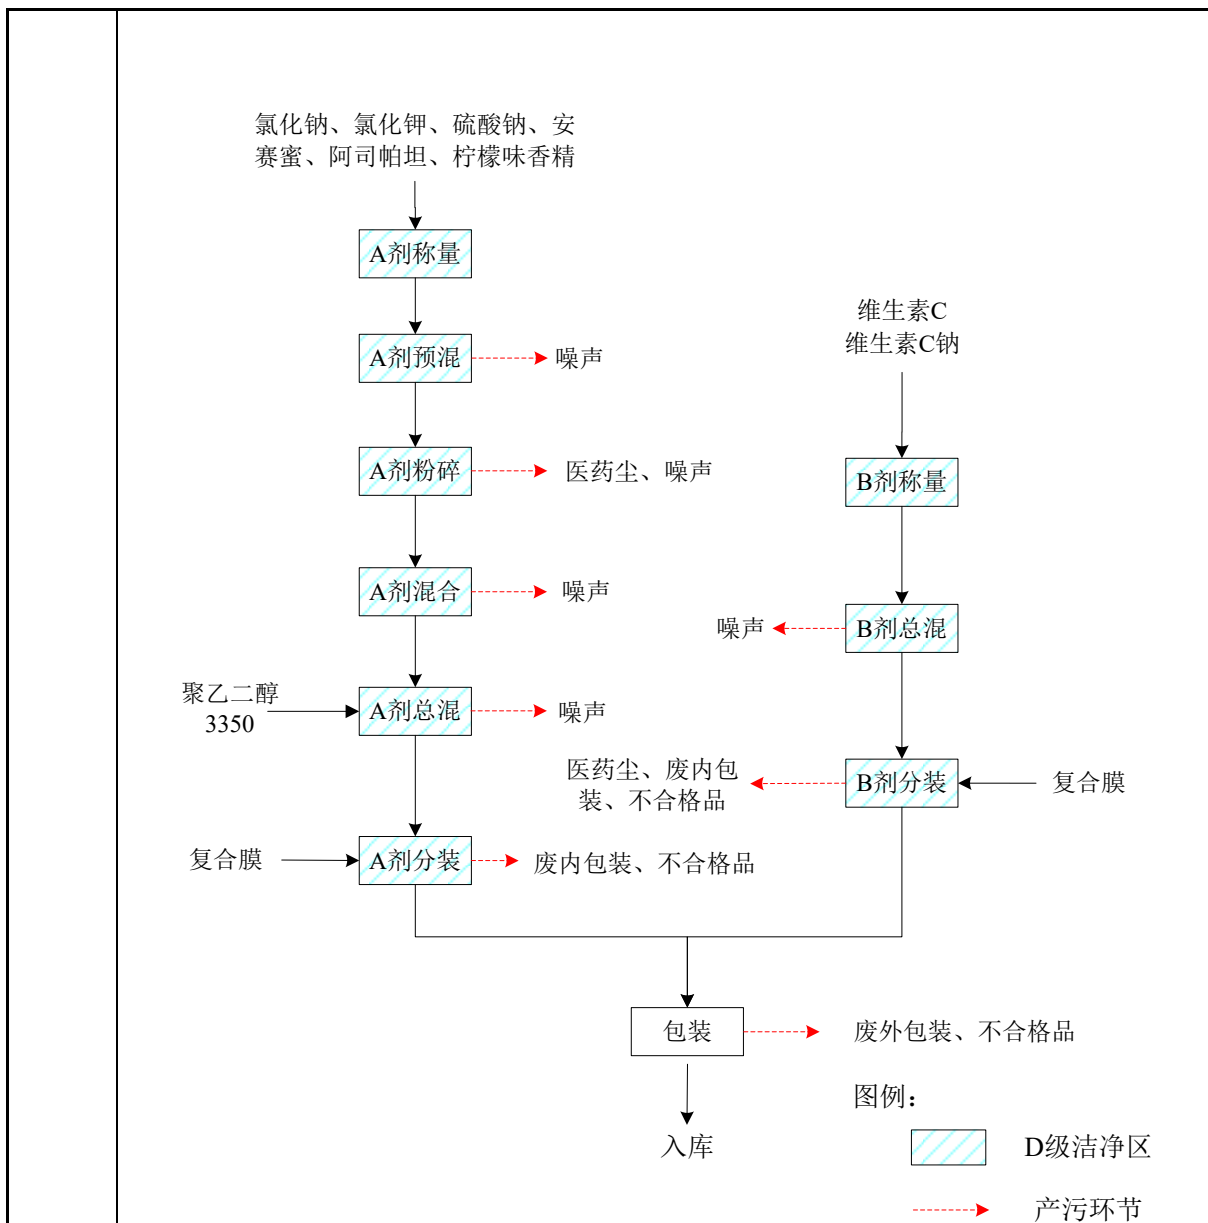 氯化钠、氯化钾、硫酸钠、安
赛蜜、阿司帕坦、柠檬味香精
A剂称量
A剂预混
噪声
A剂粉碎
医药尘、噪声
A剂混合
噪声
聚乙二醇
3350
A剂总混
噪声
复合膜
A剂分装
废内包装、不合格品
维生素C
维生素C钠
B剂称量
噪声
B剂总混
医药尘、废内包
装、不合格品
B剂分装
复合膜
包装
废外包装、不合格品
入库
图例：
D级洁净区
产污环节